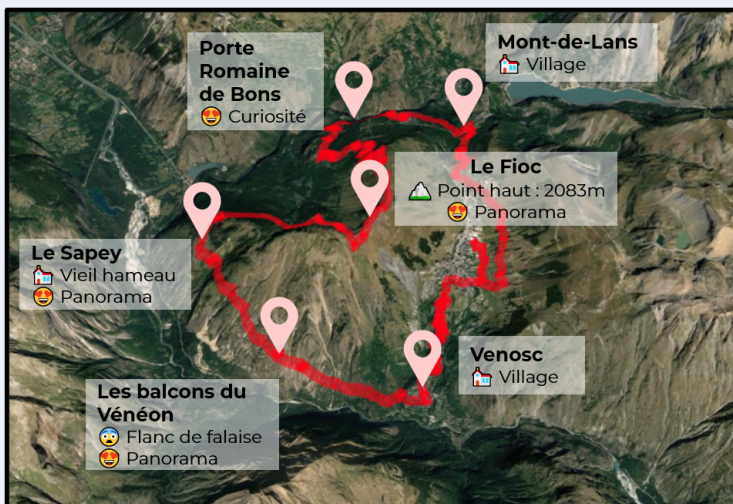 Porte
Romaine
de Bons
😍 Curiosité
Mont-de-Lans
🏠 Village
Le Fioc
⛰ Point haut : 2083m
😍 Panorama
Le Sapey
🏠 Vieil hameau
😍 Panorama
Venosc
🏠 Village
Les balcons du
Vénéon
😨 Flanc de falaise
😍 Panorama